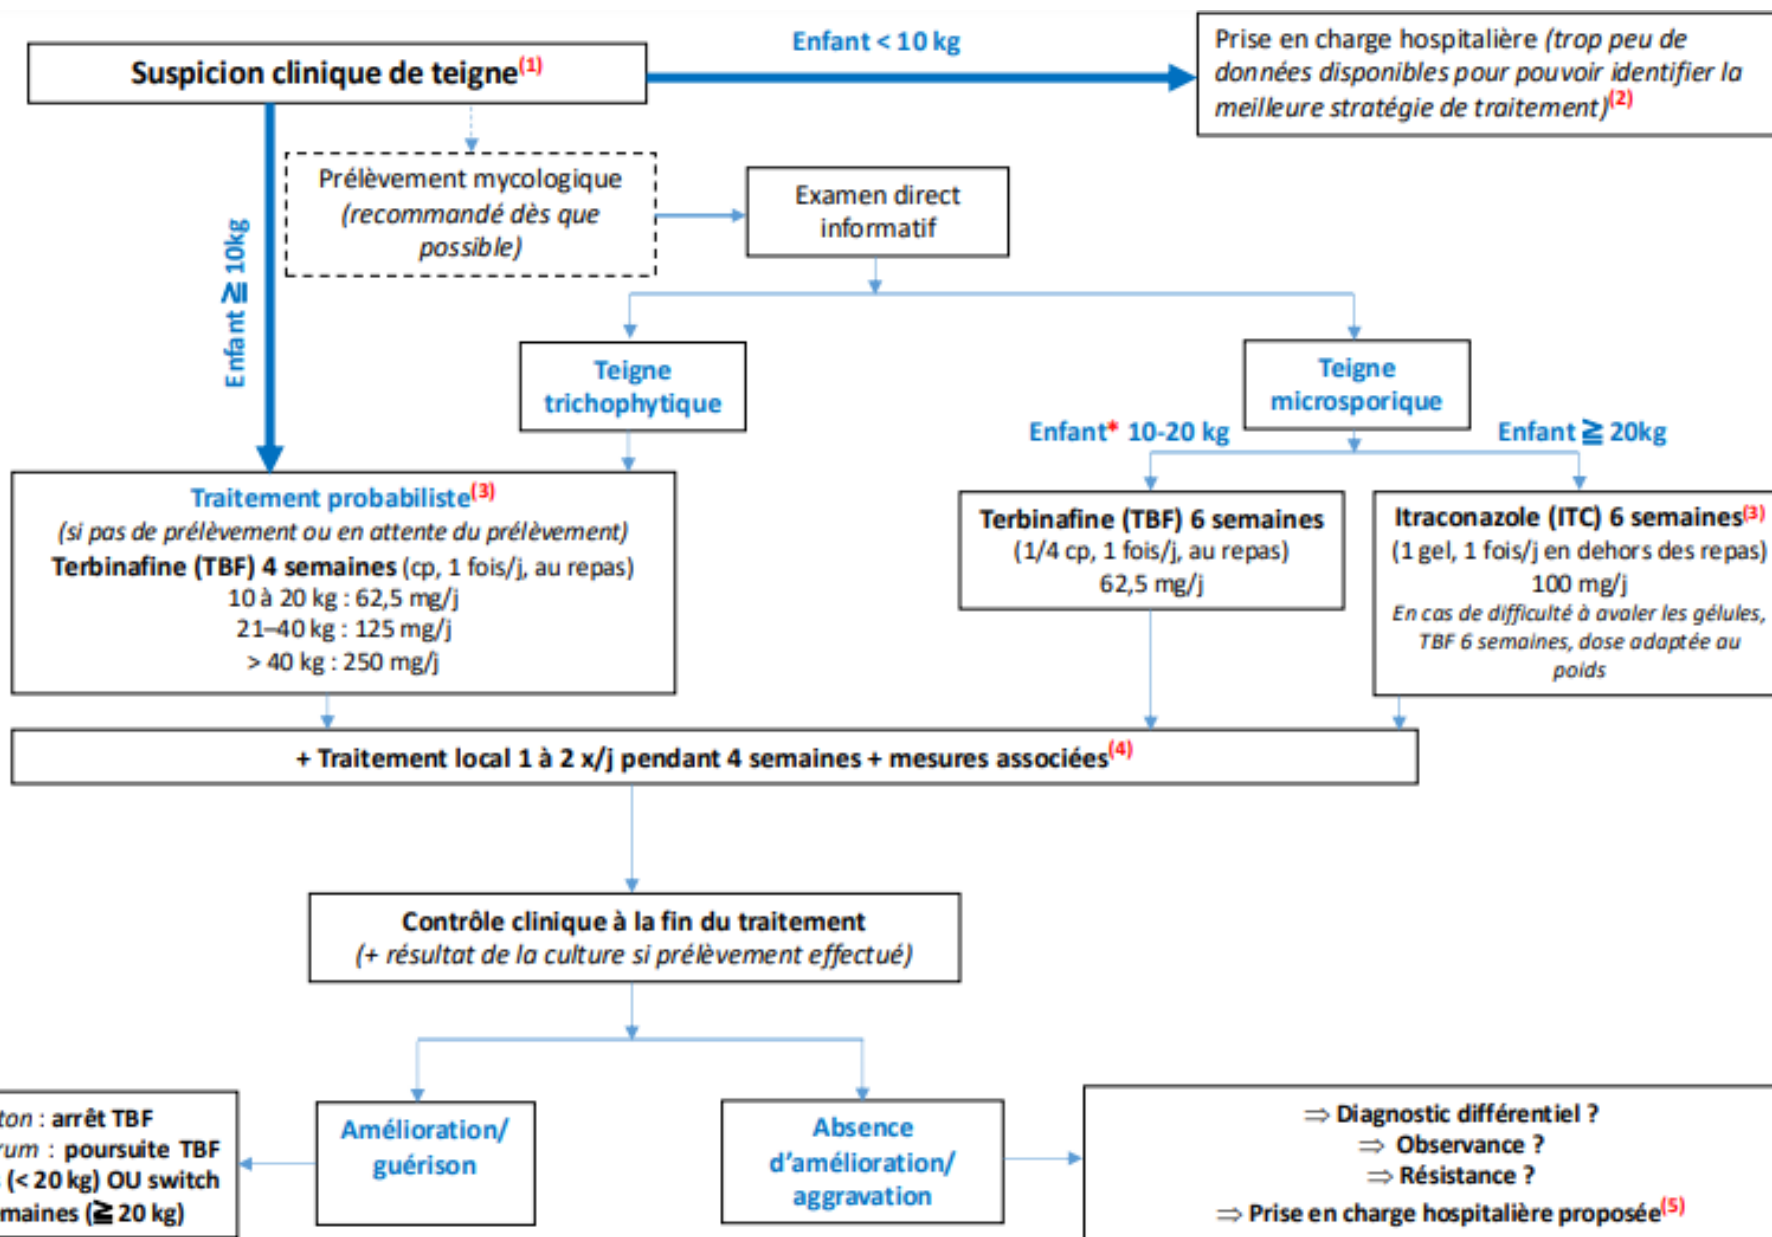 Enfant < 10 kg
Suspicion clinique de teigne(1)
Prise en charge hospitalière (trop peu de
données disponibles pour pouvoir identifier la
meilleure stratégie de traitement)(2)
Prélèvement mycologique
(recommandé dès que
possible)
Examen direct
informatif
Enfant ≧ 10kg
Teigne
trichophytique
Teigne
microsporique
Enfant* 10-20 kg
Enfant ≧ 20kg
Traitement probabiliste(3)
(si pas de prélèvement ou en attente du prélèvement)
Terbinafine (TBF) 4 semaines (cp, 1 fois/j, au repas)
10 à 20 kg : 62,5 mg/j
21–40 kg : 125 mg/j
> 40 kg : 250 mg/j
Terbinafine (TBF) 6 semaines
(1/4 cp, 1 fois/j, au repas)
62,5 mg/j
Itraconazole (ITC) 6 semaines(3)
(1 gel, 1 fois/j en dehors des repas)
100 mg/j
En cas de difficulté à avaler les gélules,
TBF 6 semaines, dose adaptée au
poids
+ Traitement local 1 à 2 x/j pendant 4 semaines + mesures associées(4)
Contrôle clinique à la fin du traitement
(+ résultat de la culture si prélèvement effectué)
ton : arrêt TBF
rum : poursuite TBF
(< 20 kg) OU switch
maines (≧ 20 kg)
Amélioration/
guérison
Absence
d'amélioration/
aggravation
⇒ Diagnostic différentiel ?
⇒ Observance ?
⇒ Résistance ?
⇒ Prise en charge hospitalière proposée(5)